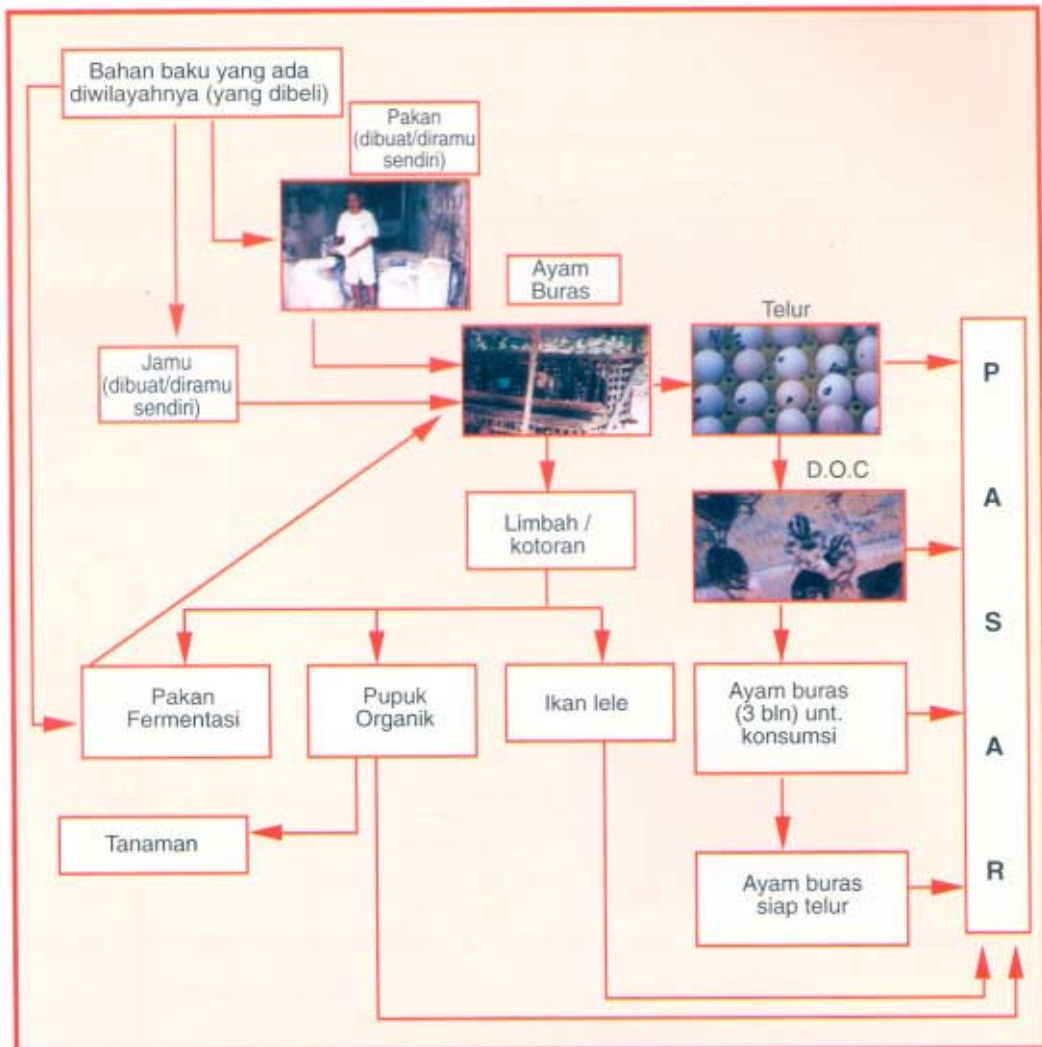 Bahan baku yang ada
diwilayahnya (yang dibeli)
Pakan
(dibuat/diramu
sendiri)
Ayam
Buras
Telur
Jamu
(dibuat/diramu
sendiri)
D.O.C
Limbah /
kotoran
Pakan
Fermentasi
Pupuk
Organik
Ikan lele
Ayam buras
(3 bln) unt.
konsumsi
Tanaman
Ayam buras
siap telur
P
A
S
A
R